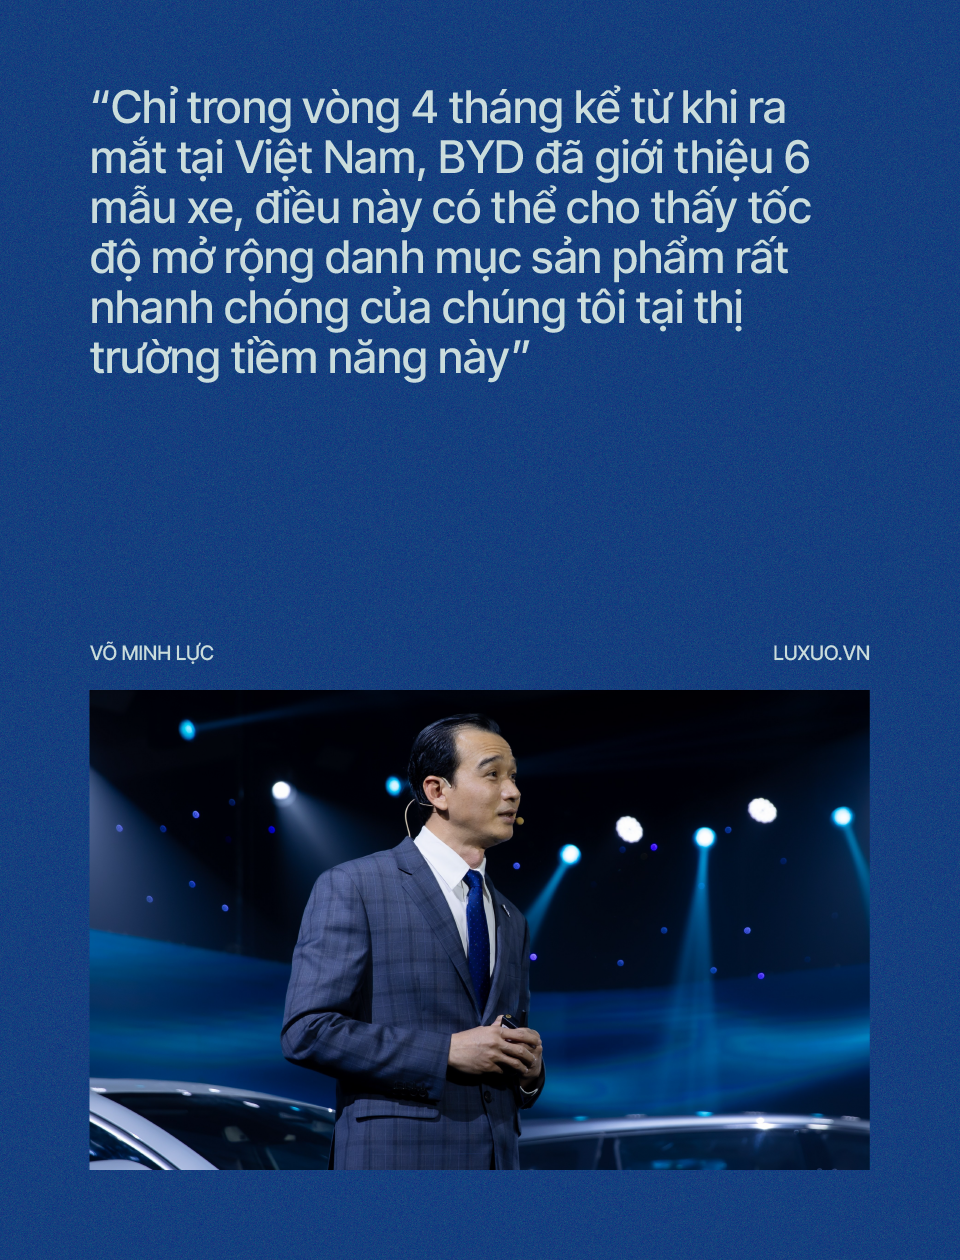 “Chỉ trong vòng 4 tháng kể từ khi ra
mắt tại Việt Nam, BYD đã giới thiệu 6
mẫu xe, điều này có thể cho thấy tốc
độ mở rộng danh mục sản phẩm rất
nhanh chóng của chúng tôi tại thị
trường tiềm năng này”
VÕ MINH LỰC
LUXUO.VN